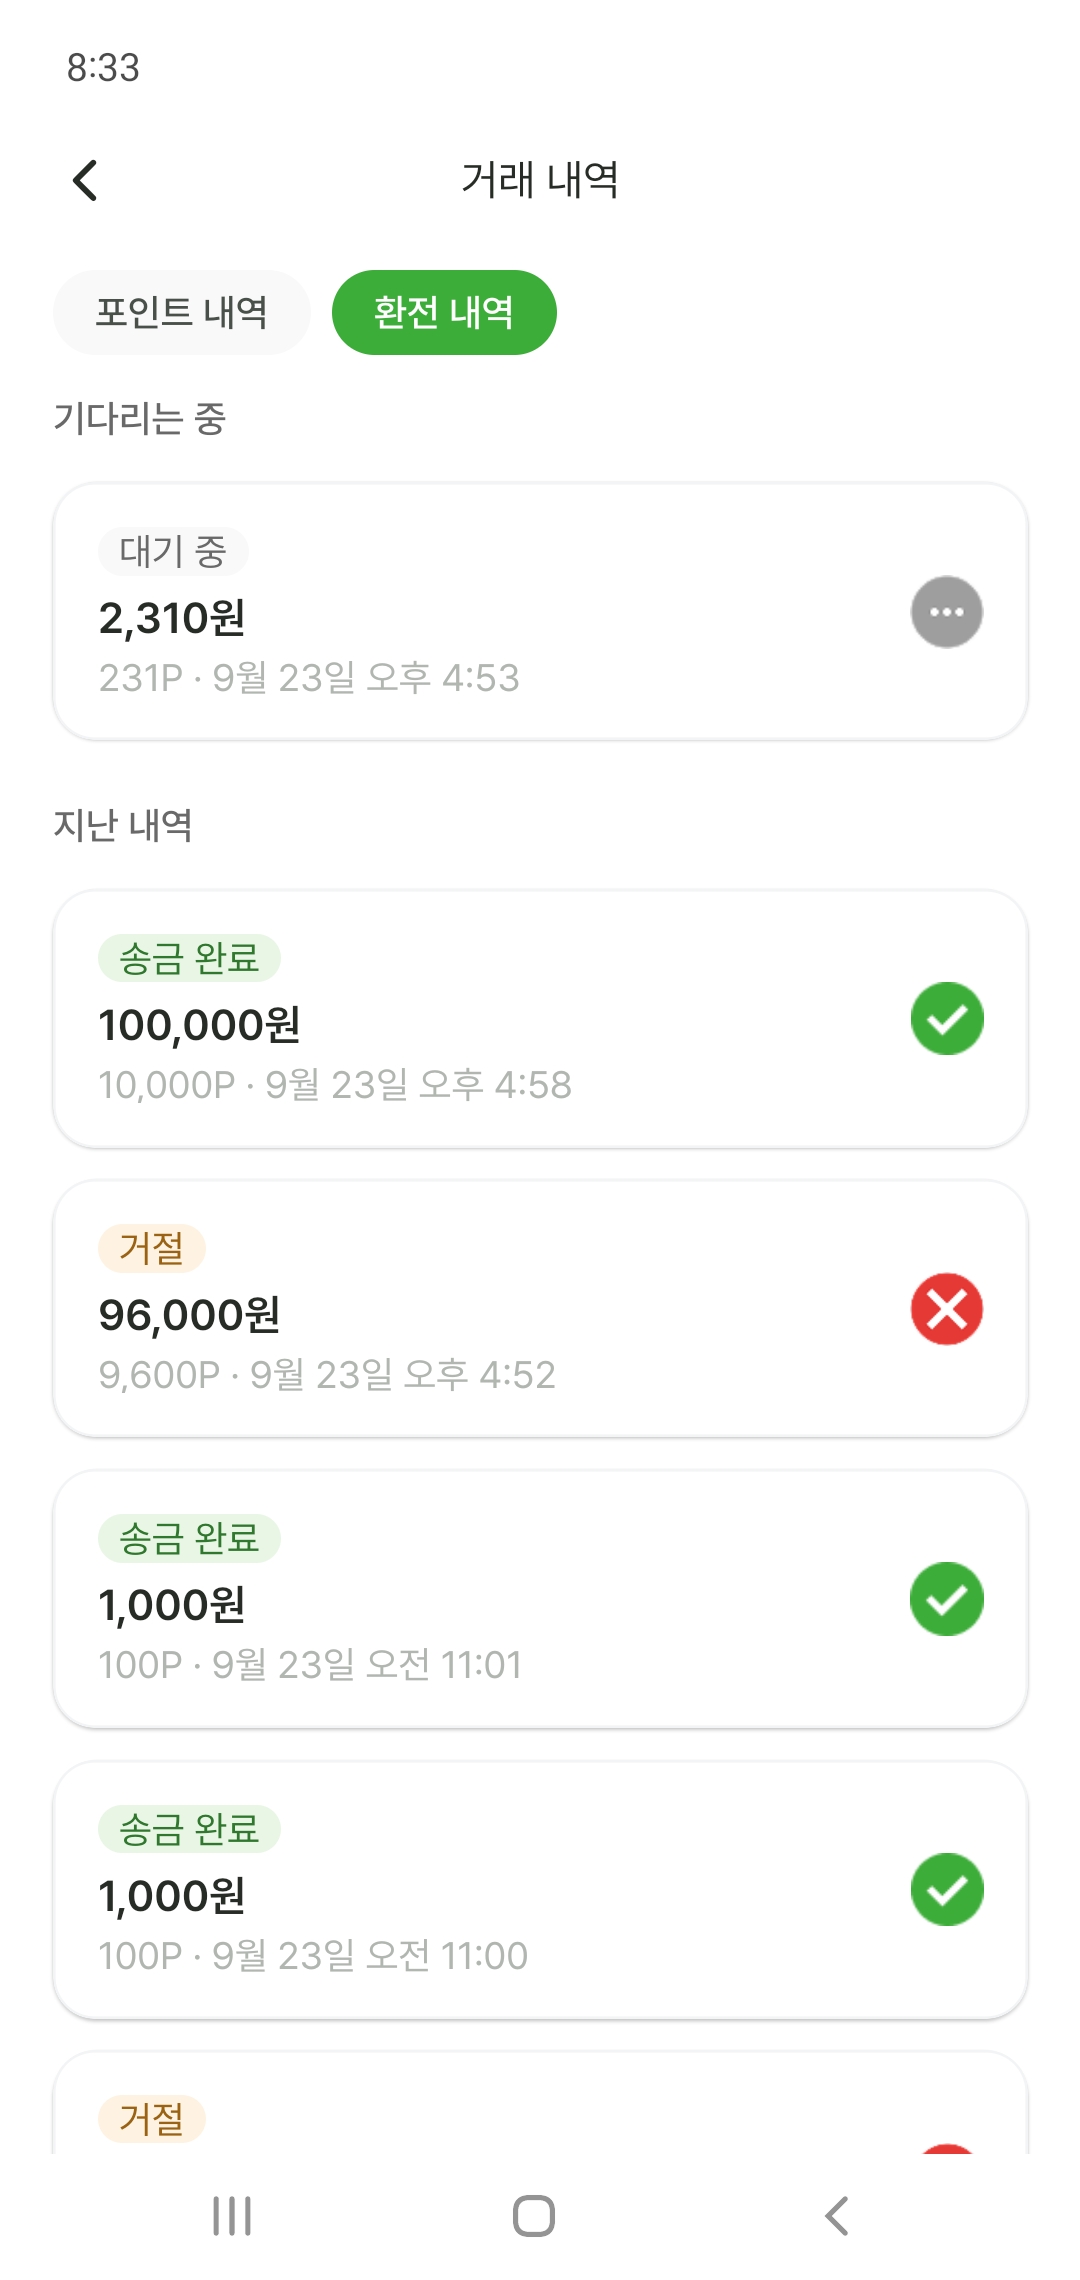 8:33
거래 내역
포인트 내역 환전 내역
기다리는 중
대기 중
2,310원
231P · 9월 23일 오후 4:53
지난 내역
송금 완료
100,000원
10,000P · 9월 23일 오후 4:58
거절
96,000원
9,600P · 9월 23일 오후 4:52
송금 완료
1,000원
100P · 9월 23일 오전 11:01
송금 완료
1,000원
100P · 9월 23일 오전 11:00
거절